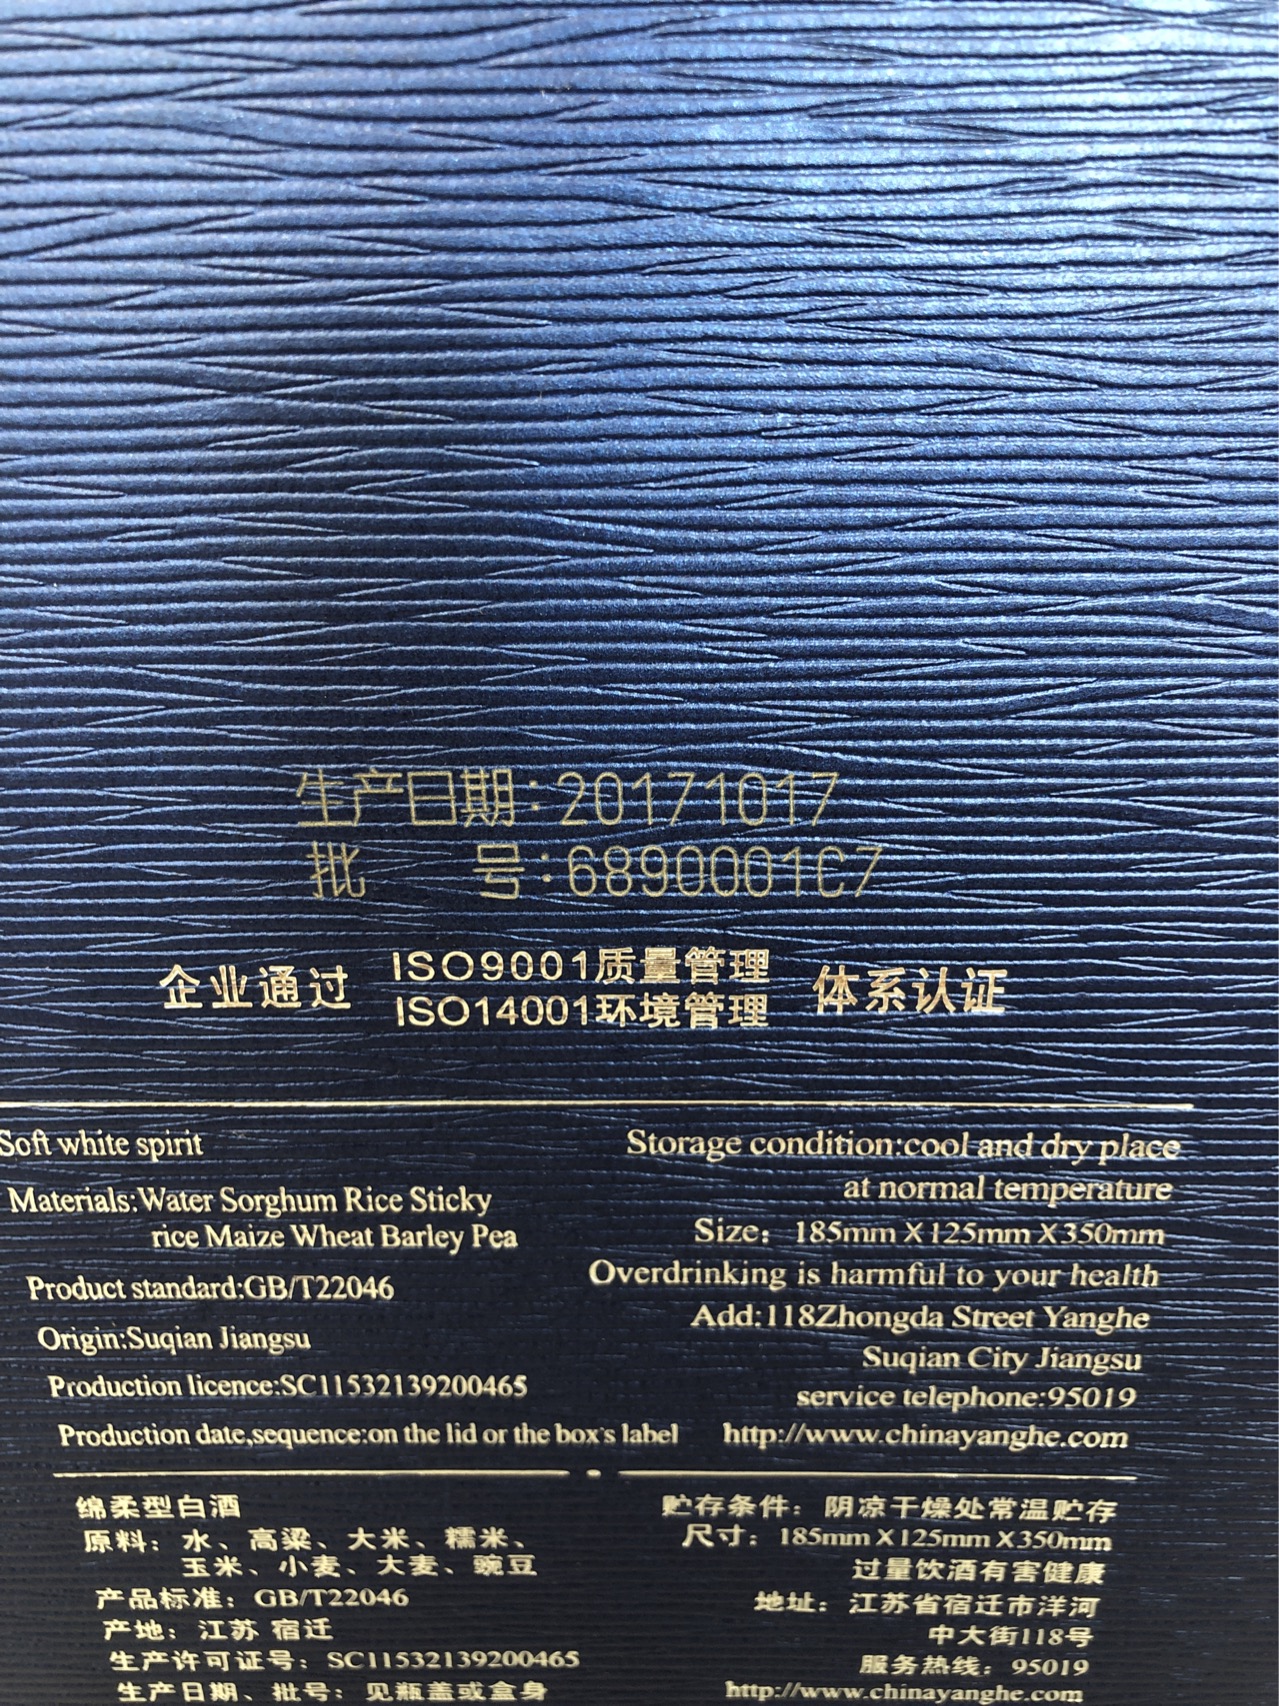 生产日期:20171017
批 号:6890001C7
企业通过 ISO9001质量管理 体系认证
ISO14001环境管理
Soft white spirit
Materials:Water Sorghum Rice Sticky
rice Maize Wheat Barley Pea
Product standard:GB/T22046
Origin:Suqian Jiangsu
Production licence:SC11532139200465
Production date,sequence:on the lid or the box's label
Storage condition:cool and dry place
at normal temperature
Size：185mm X 125mm X 350mm
Overdrinking is harmful to your health
Add:118Zhongda Street Yanghe
Suqian City Jiangsu
service telephone:95019
http://www.chinayanghe.com
绵柔型白酒
原料：水、高粱、大米、糯米、
玉米、小麦、大麦、豌豆
产品标准：GB/T22046
产地：江苏 宿迁
生产许可证号：SC11532139200465
生产日期、批号：见瓶盖或盒身
贮存条件：阴凉干燥处常温贮存
尺寸：185mm X 125mm X 350mm
过量饮酒有害健康
地址：江苏省宿迁市洋河
中大街118号
服务热线：95019
http://www.chinayanghe.com